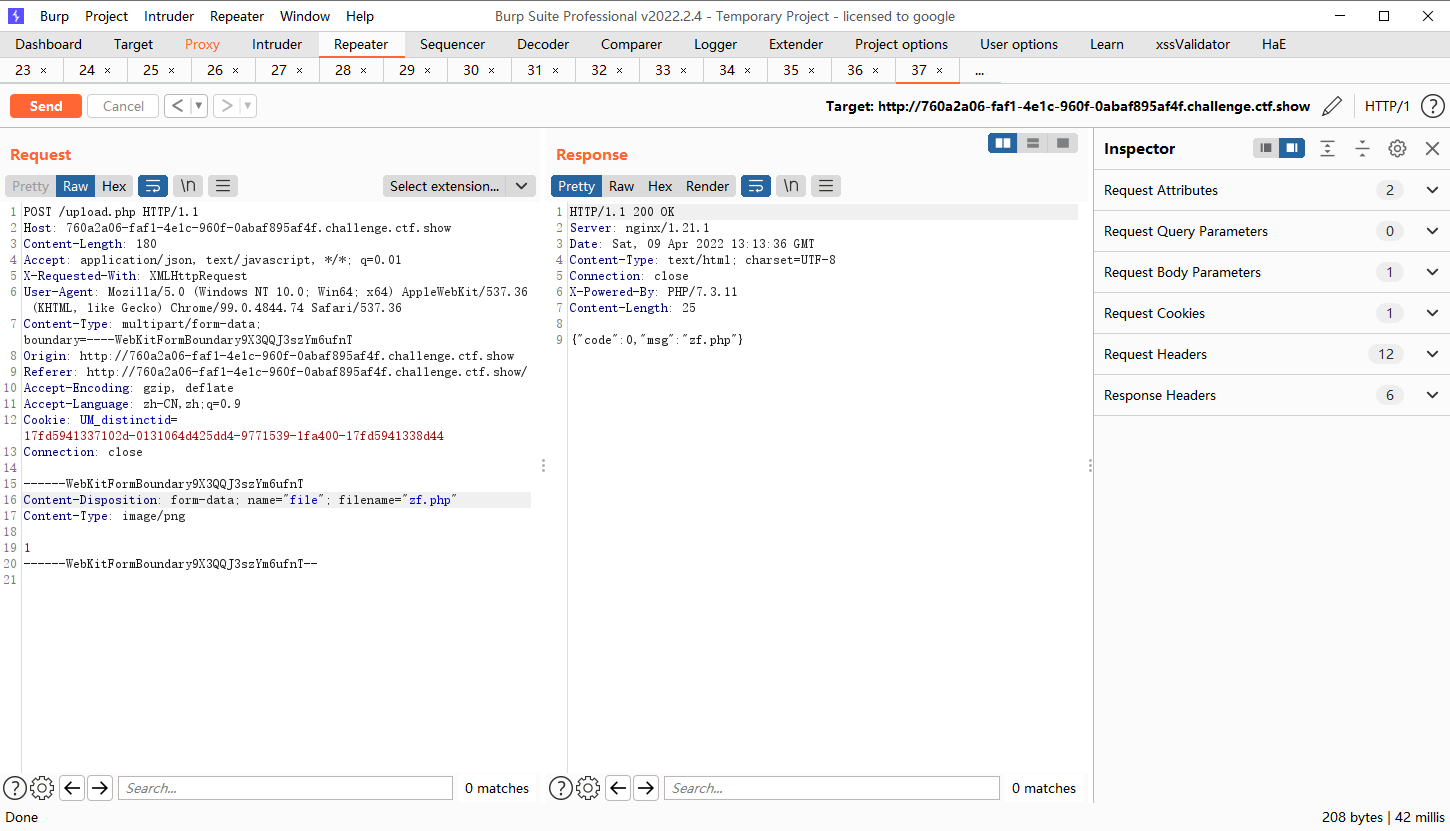 Burp Project Intruder Repeater Window Help Burp Suite Professional v2022.2.4 - Temporary Project - licensed to google
Dashboard Target Proxy Intruder Repeater Sequencer Decoder Comparer Logger Extender Project options User options Learn xssValidator HaE
23 × 24 × 25 × 26 × 27 × 28 × 29 × 30 × 31 × 32 × 33 × 34 × 35 × 36 × 37 × ...
Send Cancel < ▼ > ▼ Target: http://760a2a06-faf1-4e1c-960f-0abaf895af4f.challenge.ctf.show HTTP/1 ?
Request
Pretty Raw Hex \n Select extension...
1 POST /upload.php HTTP/1.1
2 Host: 760a2a06-faf1-4e1c-960f-0abaf895af4f.challenge.ctf.show
3 Content-Length: 180
4 Accept: application/json, text/javascript, */*; q=0.01
5 X-Requested-With: XMLHttpRequest
6 User-Agent: Mozilla/5.0 (Windows NT 10.0; Win64; x64) AppleWebKit/537.36
(KHTML, like Gecko) Chrome/99.0.4844.74 Safari/537.36
7 Content-Type: multipart/form-data;
boundary=----WebKitFormBoundary9X3QQJ3szYm6ufnT
8 Origin: http://760a2a06-faf1-4e1c-960f-0abaf895af4f.challenge.ctf.show
9 Referer: http://760a2a06-faf1-4e1c-960f-0abaf895af4f.challenge.ctf.show/
10 Accept-Encoding: gzip, deflate
11 Accept-Language: zh-CN,zh;q=0.9
12 Cookie: UM_distinctid=
17fd5941337102d-0131064d425dd4-9771539-1fa400-17fd5941338d44
13 Connection: close
14
15 ------WebKitFormBoundary9X3QQJ3szYm6ufnT
16 Content-Disposition: form-data; name="file"; filename="zf.php"
17 Content-Type: image/png
18
19 1
20 ------WebKitFormBoundary9X3QQJ3szYm6ufnT--
21
? Search... 0 matches
Response
Pretty Raw Hex Render \n
1 HTTP/1.1 200 OK
2 Server: nginx/1.21.1
3 Date: Sat, 09 Apr 2022 13:13:36 GMT
4 Content-Type: text/html; charset=UTF-8
5 Connection: close
6 X-Powered-By: PHP/7.3.11
7 Content-Length: 25
8
9 {"code":0,"msg":"zf.php"}
? Search... 0 matches
Inspector
Request Attributes 2
Request Query Parameters 0
Request Body Parameters 1
Request Cookies 1
Request Headers 12
Response Headers 6
Done 208 bytes | 42 millis